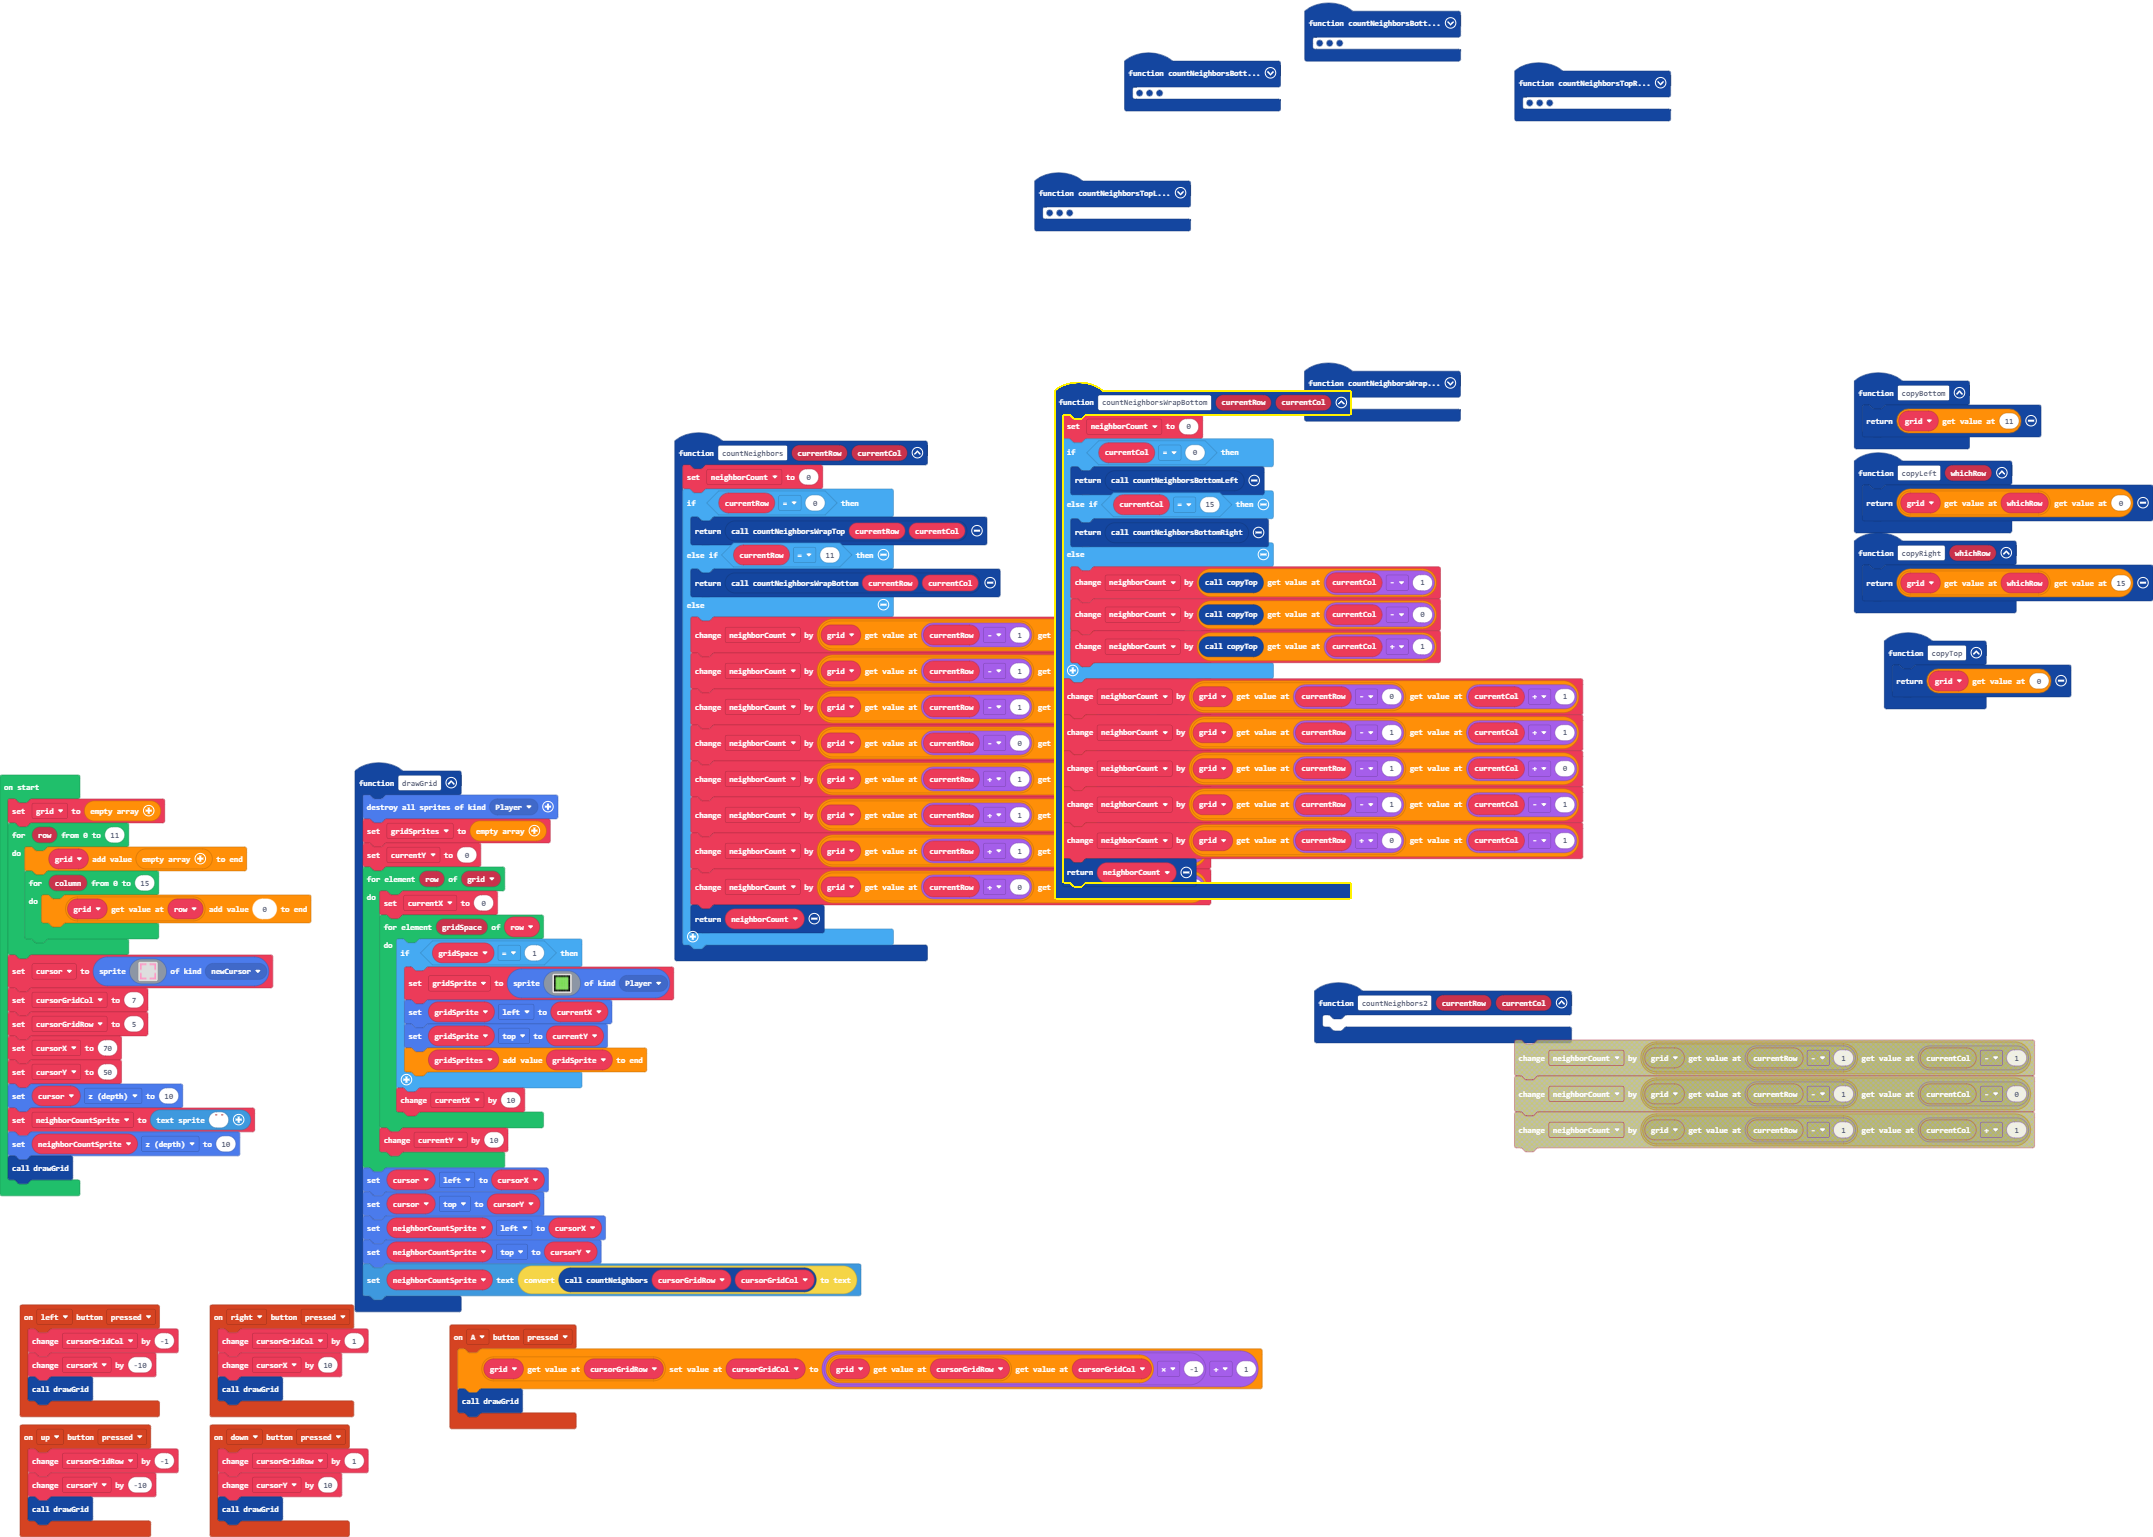 function countNeighborsBott...
function countNeighborsBott...
function countNeighborsTopR...
function countNeighborsTopL...
function countNeighborsWrap...
function countNeighborsWrapBottom currentRow currentCol
set neighborCount to 0
if currentCol = 0 then
return call countNeighborsBottomLeft
else if currentCol = 15 then
return call countNeighborsBottomRight
else
change neighborCount by call copyTop get value at currentCol - 1
change neighborCount by call copyTop get value at currentCol - 0
change neighborCount by call copyTop get value at currentCol + 1
change neighborCount by grid get value at currentRow - 0 get value at currentCol + 1
change neighborCount by grid get value at currentRow - 1 get value at currentCol + 1
change neighborCount by grid get value at currentRow - 1 get value at currentCol + 0
change neighborCount by grid get value at currentRow - 1 get value at currentCol - 1
change neighborCount by grid get value at currentRow + 0 get value at currentCol - 1
return neighborCount
function copyBottom
return grid get value at 11
function copyLeft whichRow
return grid get value at whichRow get value at 0
function copyRight whichRow
return grid get value at whichRow get value at 15
function copyTop
return grid get value at 0
function countNeighbors currentRow currentCol
set neighborCount to 0
if currentRow = 0 then
return call countNeighborsWrapTop currentRow currentCol
else if currentRow = 11 then
return call countNeighborsWrapBottom currentRow currentCol
else
change neighborCount by grid get value at currentRow - 1 get
change neighborCount by grid get value at currentRow - 1 get
change neighborCount by grid get value at currentRow - 1 get
change neighborCount by grid get value at currentRow - 0 get
change neighborCount by grid get value at currentRow + 1 get
change neighborCount by grid get value at currentRow + 1 get
change neighborCount by grid get value at currentRow + 1 get
change neighborCount by grid get value at currentRow + 0 get
return neighborCount
on start
set grid to empty array
for row from 0 to 11
do grid add value empty array to end
for column from 0 to 15
do grid get value at row add value 0 to end
set cursor to sprite of kind newCursor
set cursorGridCol to 7
set cursorGridRow to 5
set cursorX to 70
set cursorY to 50
set cursor z (depth) to 10
set neighborCountSprite to text sprite " "
set neighborCountSprite z (depth) to 10
call drawGrid
function drawGrid
destroy all sprites of kind Player
set gridSprites to empty array
set currentY to 0
for element row of grid
do set currentX to 0
for element gridSpace of row
do if gridSpace = 1 then
set gridSprite to sprite of kind Player
set gridSprite left to currentX
set gridSprite top to currentY
gridSprites add value gridSprite to end
change currentX by 10
change currentY by 10
set cursor left to cursorX
set cursor top to cursorY
set neighborCountSprite left to cursorX
set neighborCountSprite top to cursorY
set neighborCountSprite text convert call countNeighbors cursorGridRow cursorGridCol to text
function countNeighbors2 currentRow currentCol
change neighborCount by grid get value at currentRow - 1 get value at currentCol - 1
change neighborCount by grid get value at currentRow - 1 get value at currentCol - 0
change neighborCount by grid get value at currentRow - 1 get value at currentCol + 1
on left button pressed
change cursorGridCol by -1
change cursorX by -10
call drawGrid
on right button pressed
change cursorGridCol by 1
change cursorX by 10
call drawGrid
on A button pressed
grid get value at cursorGridRow set value at cursorGridCol to grid get value at cursorGridRow get value at cursorGridCol × -1 + 1
call drawGrid
on up button pressed
change cursorGridRow by -1
change cursorY by -10
call drawGrid
on down button pressed
change cursorGridRow by 1
change cursorY by 10
call drawGrid